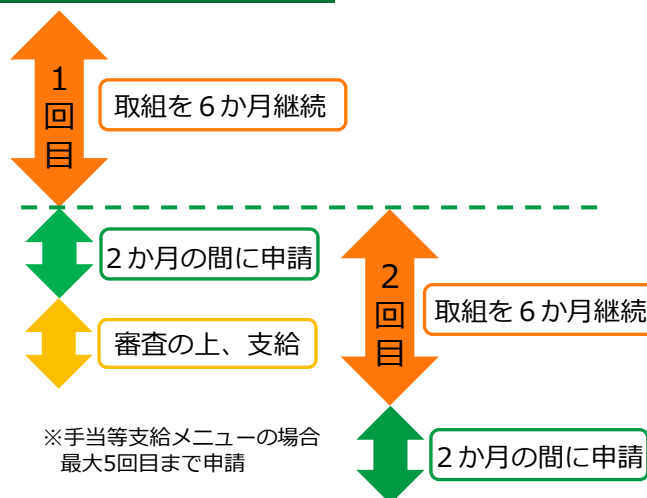 1回目
取組を６か月継続
２か月の間に申請
審査の上、支給
※手当等支給メニューの場合
最大5回目まで申請
2回目
取組を６か月継続
２か月の間に申請